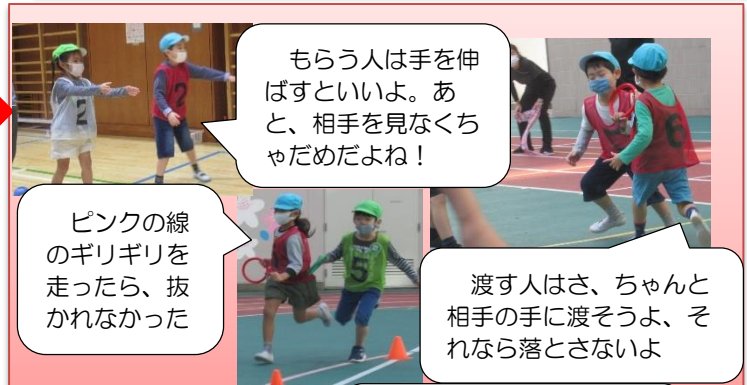 もらう人は手を伸
ばすといいよ。あ
と、相手を見なくち
ゃだめだよね！
ピンクの線
のギリギリを
走ったら、抜
かれなかった
渡す人はさ、ちゃんと
相手の手に渡そうよ、そ
れなら落とさないよ
2
2
5
6